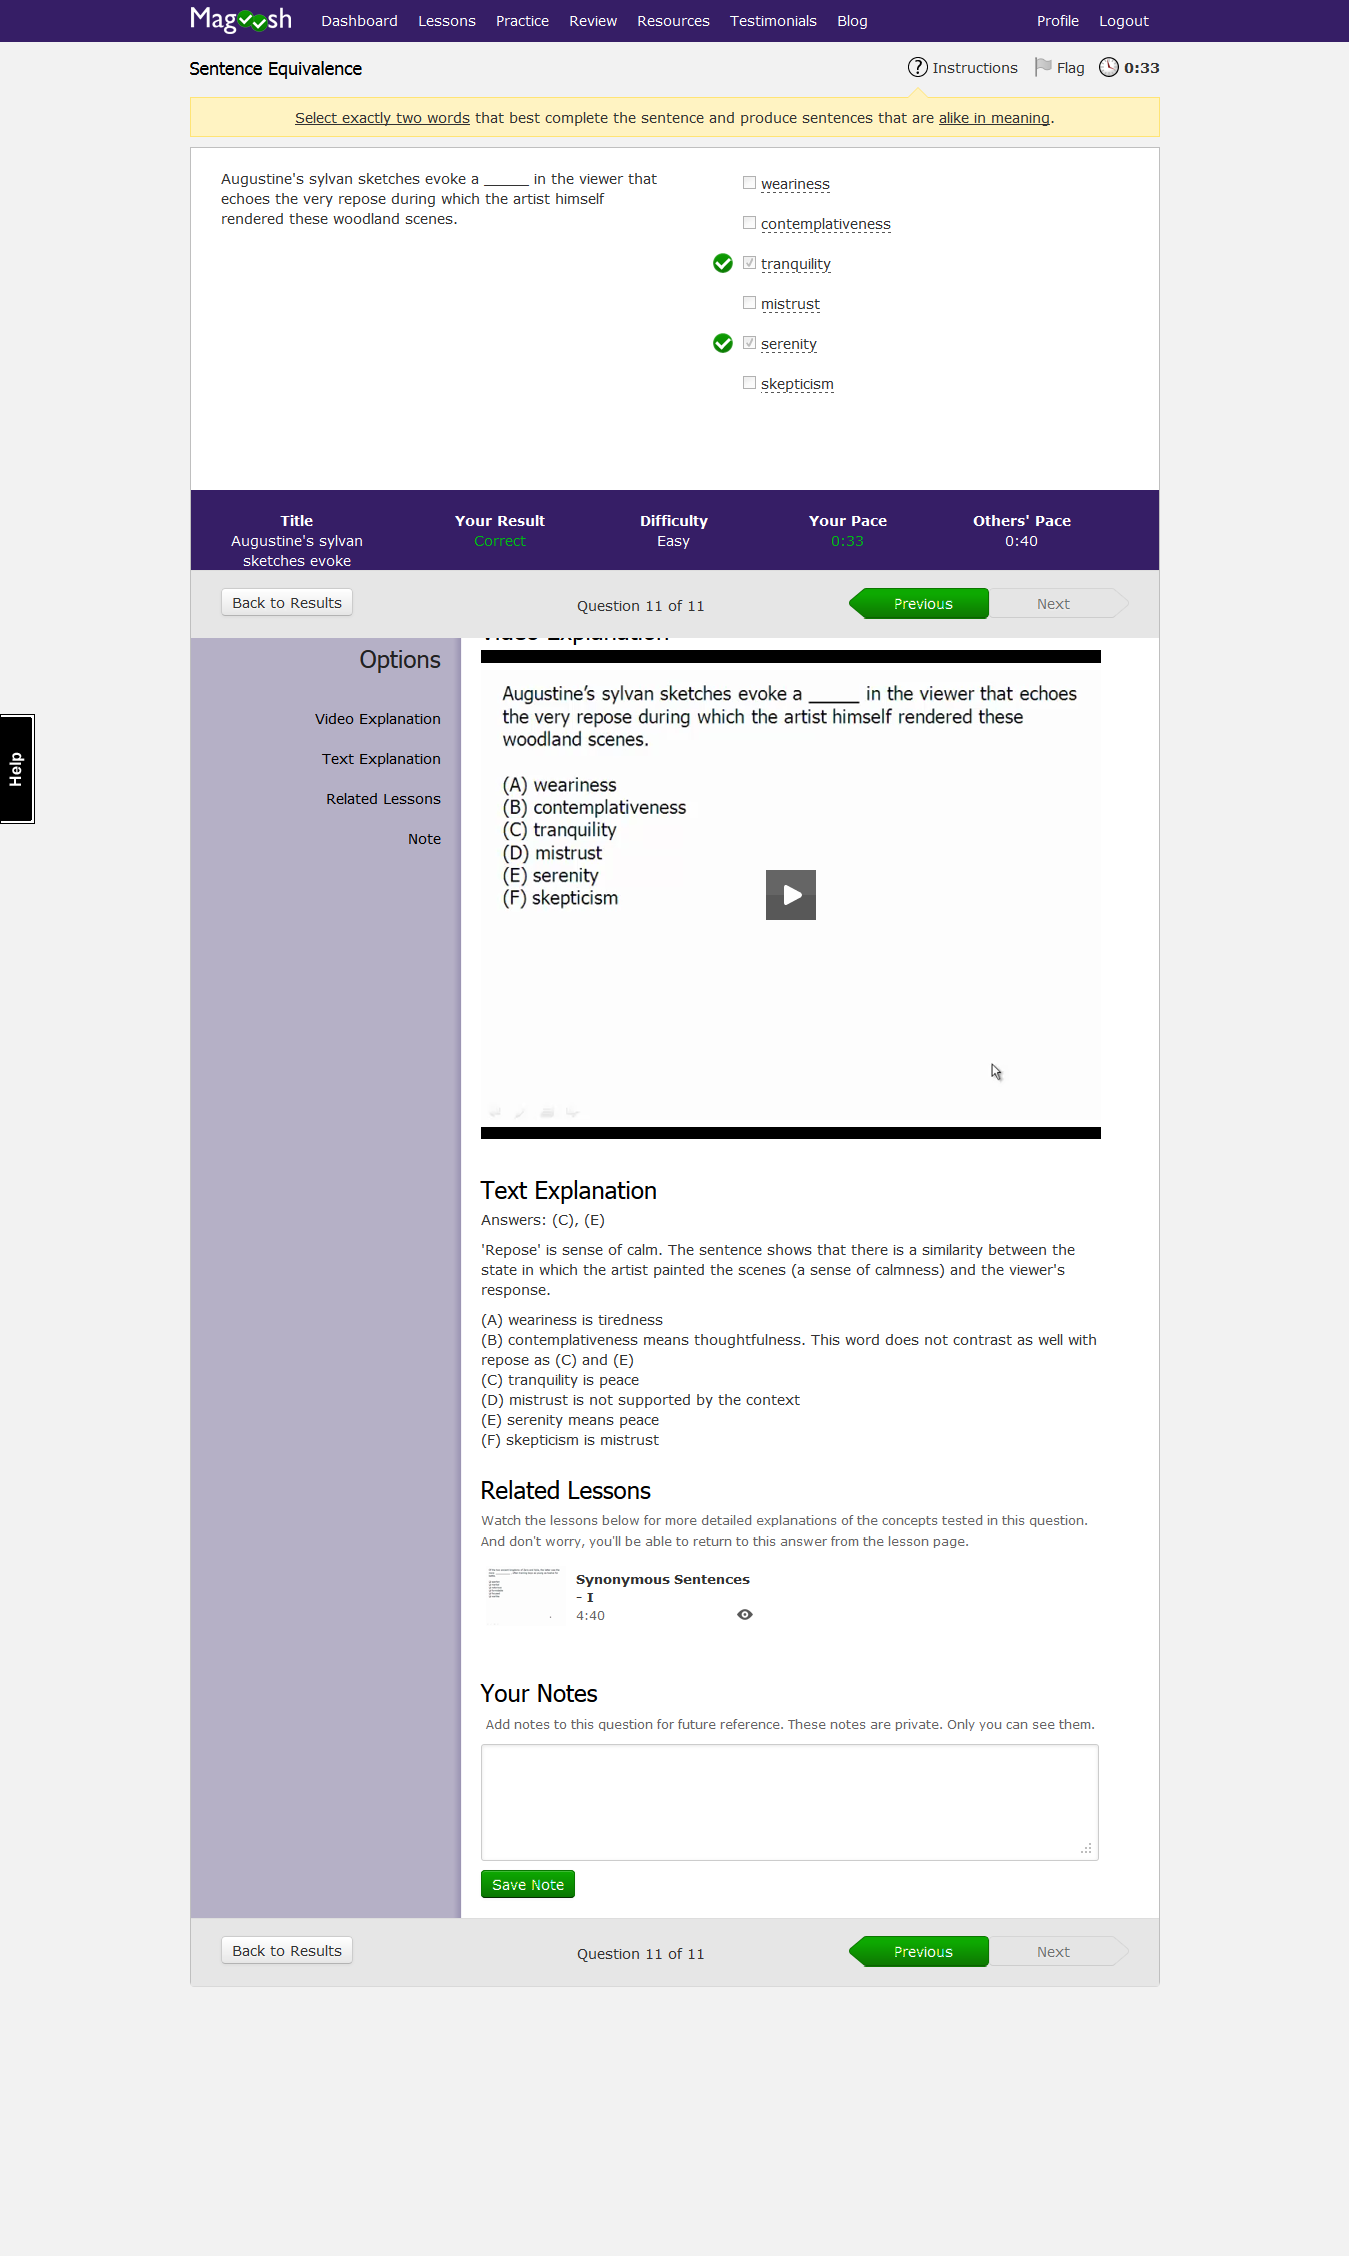 Magoosh Dashboard Lessons Practice Review Resources Testimonials Blog Profile Logout
Sentence Equivalence
? Instructions Flag 0:33
Select exactly two words that best complete the sentence and produce sentences that are alike in meaning.
Augustine's sylvan sketches evoke a _____ in the viewer that
echoes the very repose during which the artist himself
rendered these woodland scenes.
weariness
contemplativeness
tranquility
mistrust
serenity
skepticism
Title
Augustine's sylvan
sketches evoke
Your Result
Correct
Difficulty
Easy
Your Pace
0:33
Others' Pace
0:40
Back to Results
Question 11 of 11
Previous
Next
Options
Video Explanation
Text Explanation
Related Lessons
Note
Help
Video Explanation
Augustine’s sylvan sketches evoke a _____ in the viewer that echoes
the very repose during which the artist himself rendered these
woodland scenes.
(A) weariness
(B) contemplativeness
(C) tranquility
(D) mistrust
(E) serenity
(F) skepticism
Text Explanation
Answers: (C), (E)
'Repose' is sense of calm. The sentence shows that there is a similarity between the
state in which the artist painted the scenes (a sense of calmness) and the viewer's
response.
(A) weariness is tiredness
(B) contemplativeness means thoughtfulness. This word does not contrast as well with
repose as (C) and (E)
(C) tranquility is peace
(D) mistrust is not supported by the context
(E) serenity means peace
(F) skepticism is mistrust
Related Lessons
Watch the lessons below for more detailed explanations of the concepts tested in this question.
And don't worry, you'll be able to return to this answer from the lesson page.
Synonymous Sentences
- I
4:40
Your Notes
Add notes to this question for future reference. These notes are private. Only you can see them.
Save Note
Back to Results
Question 11 of 11
Previous
Next